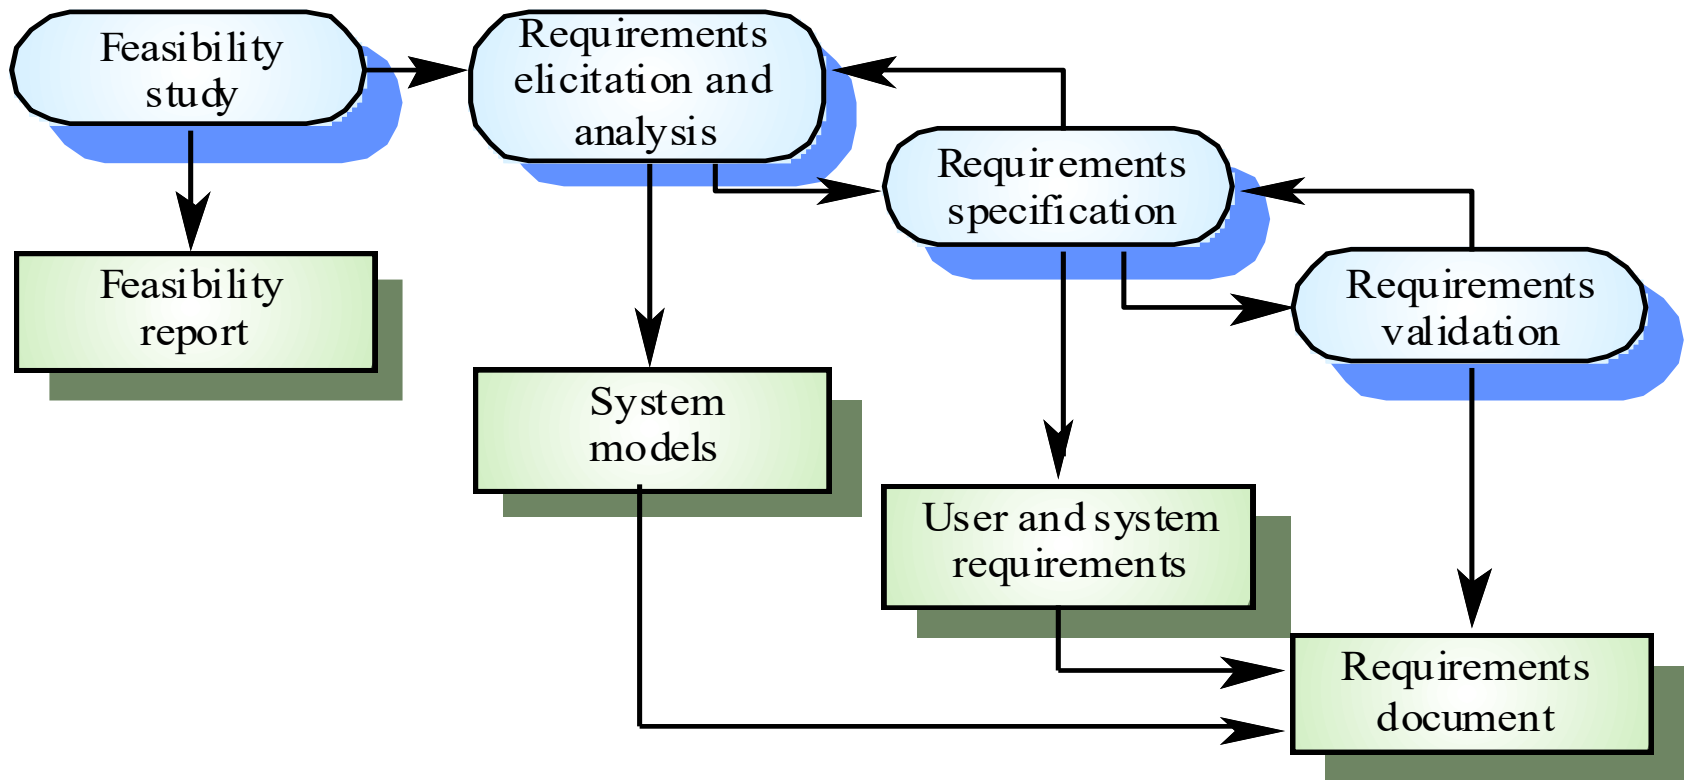 Feasibility
study
Requirements
elicitation and
analysis
Requirements
specification
Requirements
validation
Feasibility
report
System
models
User and system
requirements
Requirements
document